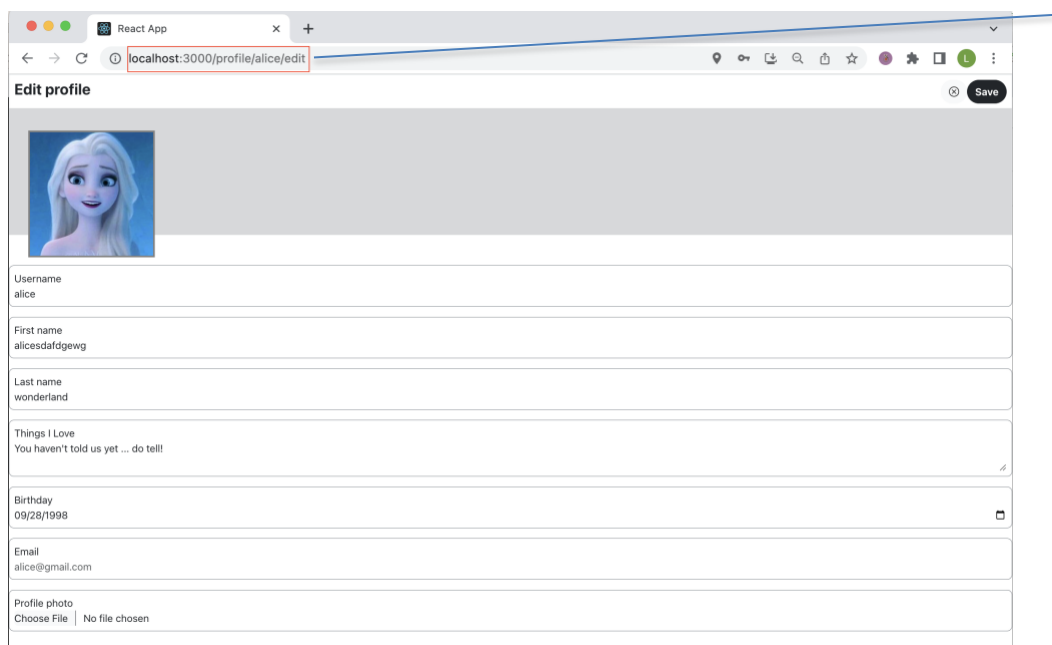 React App
localhost:3000/profile/alice/edit
L
Edit profile
Save
Username
alice
First name
alicesdafdgewg
Last name
wonderland
Things I Love
You haven't told us yet ... do tell!
Birthday
09/28/1998
Email
alice@gmail.com
Profile photo
Choose File No file chosen